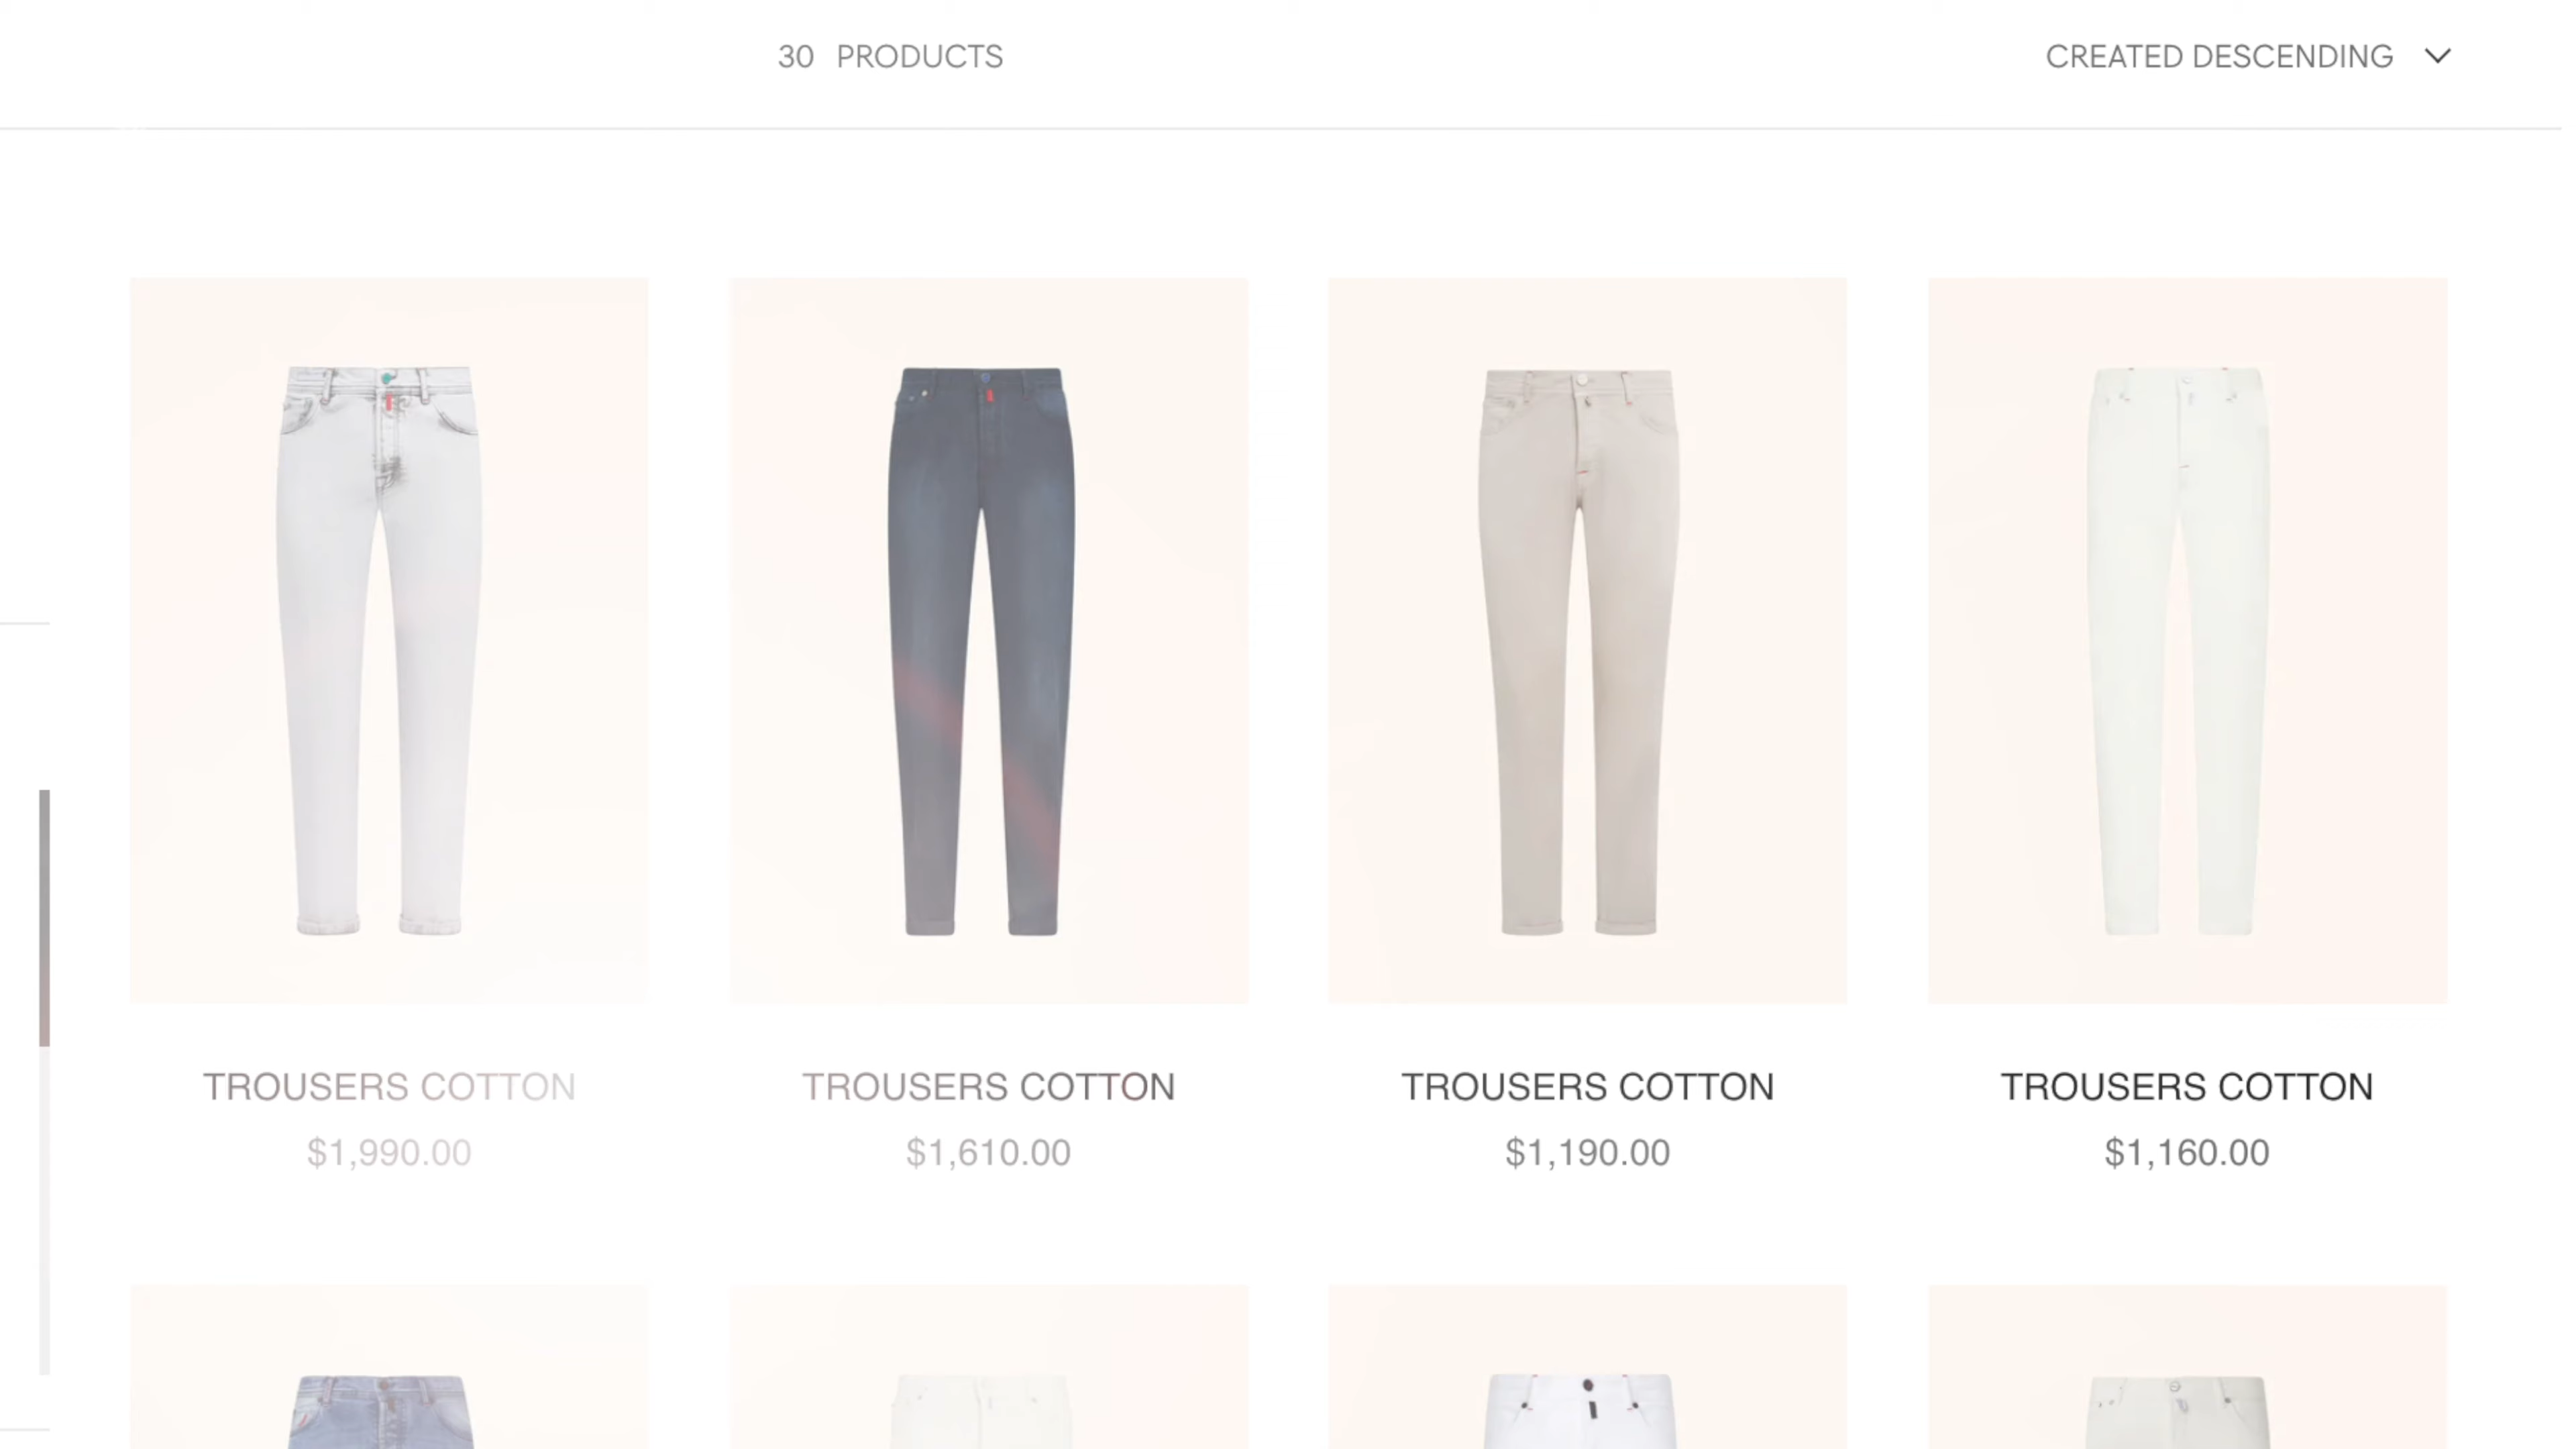 30 PRODUCTS
CREATED DESCENDING
TROUSERS COTTON
$1,990.00
TROUSERS COTTON
$1,610.00
TROUSERS COTTON
$1,190.00
TROUSERS COTTON
$1,160.00